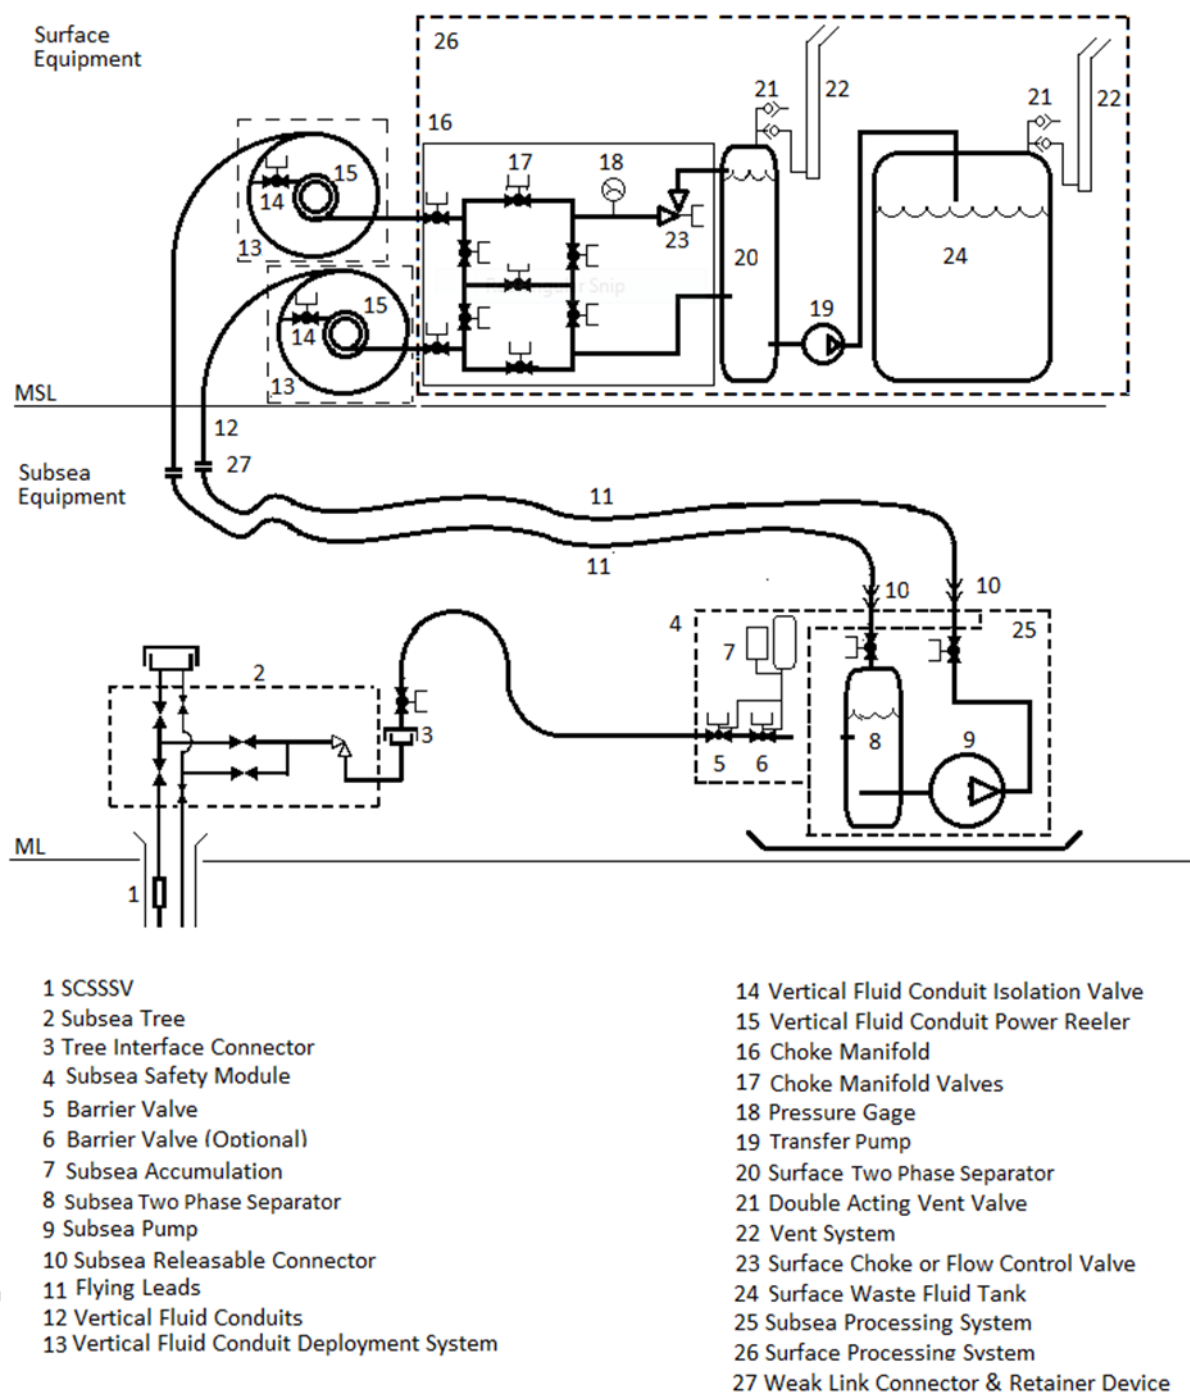 Surface
Equipment
26
21
22
21
22
16
17
18
15
14
13
23
20
24
15
14
13
19
MSL
12
27
Subsea
Equipment
11
11
10
10
4
25
7
2
3
5
6
8
9
ML
1
1 SCSSSV
2 Subsea Tree
3 Tree Interface Connector
4 Subsea Safety Module
5 Barrier Valve
6 Barrier Valve (Optional)
7 Subsea Accumulation
8 Subsea Two Phase Separator
9 Subsea Pump
10 Subsea Releasable Connector
11 Flying Leads
12 Vertical Fluid Conduits
13 Vertical Fluid Conduit Deployment System
14 Vertical Fluid Conduit Isolation Valve
15 Vertical Fluid Conduit Power Reeler
16 Choke Manifold
17 Choke Manifold Valves
18 Pressure Gage
19 Transfer Pump
20 Surface Two Phase Separator
21 Double Acting Vent Valve
22 Vent System
23 Surface Choke or Flow Control Valve
24 Surface Waste Fluid Tank
25 Subsea Processing System
26 Surface Processing System
27 Weak Link Connector & Retainer Device